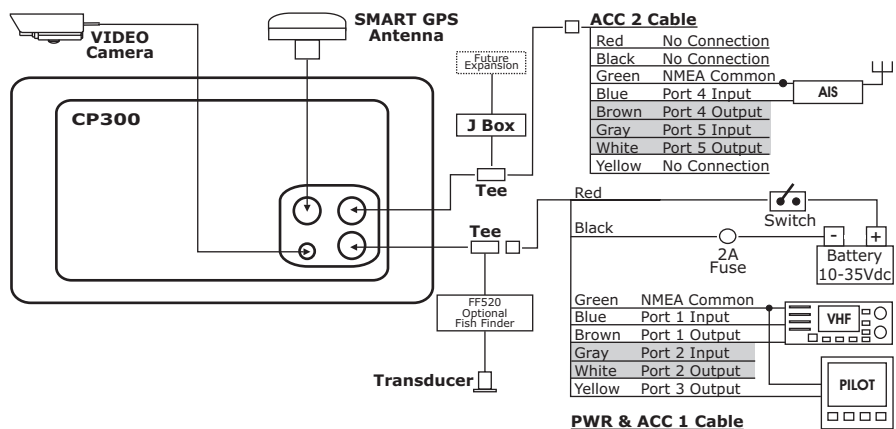 VIDEO
Camera
SMART GPS
Antenna
CP300
Future
Expansion
J Box
Tee
ACC 2 Cable
Red No Connection
Black No Connection
Green NMEA Common
Blue Port 4 Input
Brown Port 4 Output
Gray Port 5 Input
White Port 5 Output
Yellow No Connection
AIS
Tee
FF520
Optional
Fish Finder
Transducer
Red
Switch
Black
2A
Fuse
- +
Battery
10-35Vdc
Green NMEA Common
Blue Port 1 Input
Brown Port 1 Output
Gray Port 2 Input
White Port 2 Output
Yellow Port 3 Output
VHF
PILOT
PWR & ACC 1 Cable